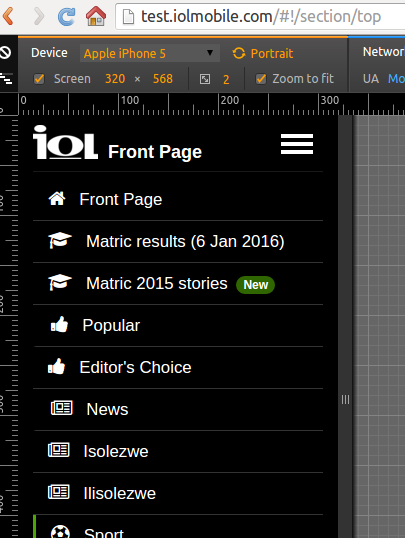 test.iolmobile.com/#!/section/top
Device Apple iPhone 5 Portrait Networ
Screen 320 × 568 2 Zoom to fit UA Mo
0 100 200 300
iol Front Page
Front Page
Matric results (6 Jan 2016)
Matric 2015 stories New
Popular
Editor's Choice
News
Isolezwe
Ilisolezwe
Sport